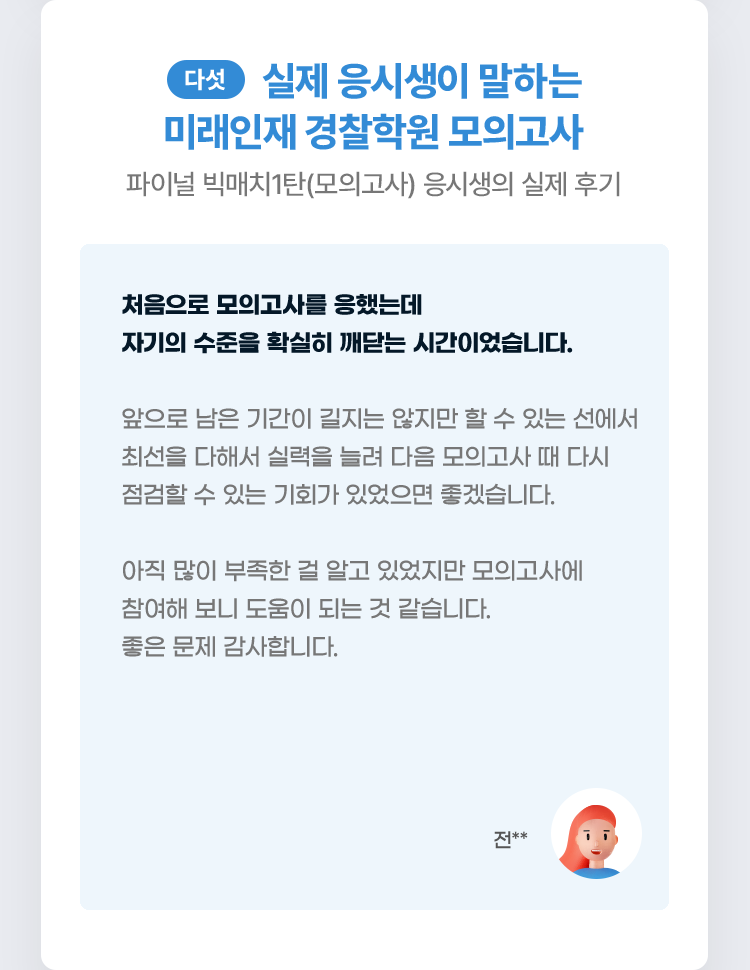 다섯 실제 응시생이 말하는
미래인재 경찰학원 모의고사
파이널 빅매치1탄(모의고사) 응시생의 실제 후기
처음으로 모의고사를 응했는데
자기의 수준을 확실히 깨닫는 시간이었습니다.
앞으로 남은 기간이 길지는 않지만 할 수 있는 선에서
최선을 다해서 실력을 늘려 다음 모의고사 때 다시
점검할 수 있는 기회가 있었으면 좋겠습니다.
아직 많이 부족한 걸 알고 있었지만 모의고사에
참여해 보니 도움이 되는 것 같습니다.
좋은 문제 감사합니다.
전**